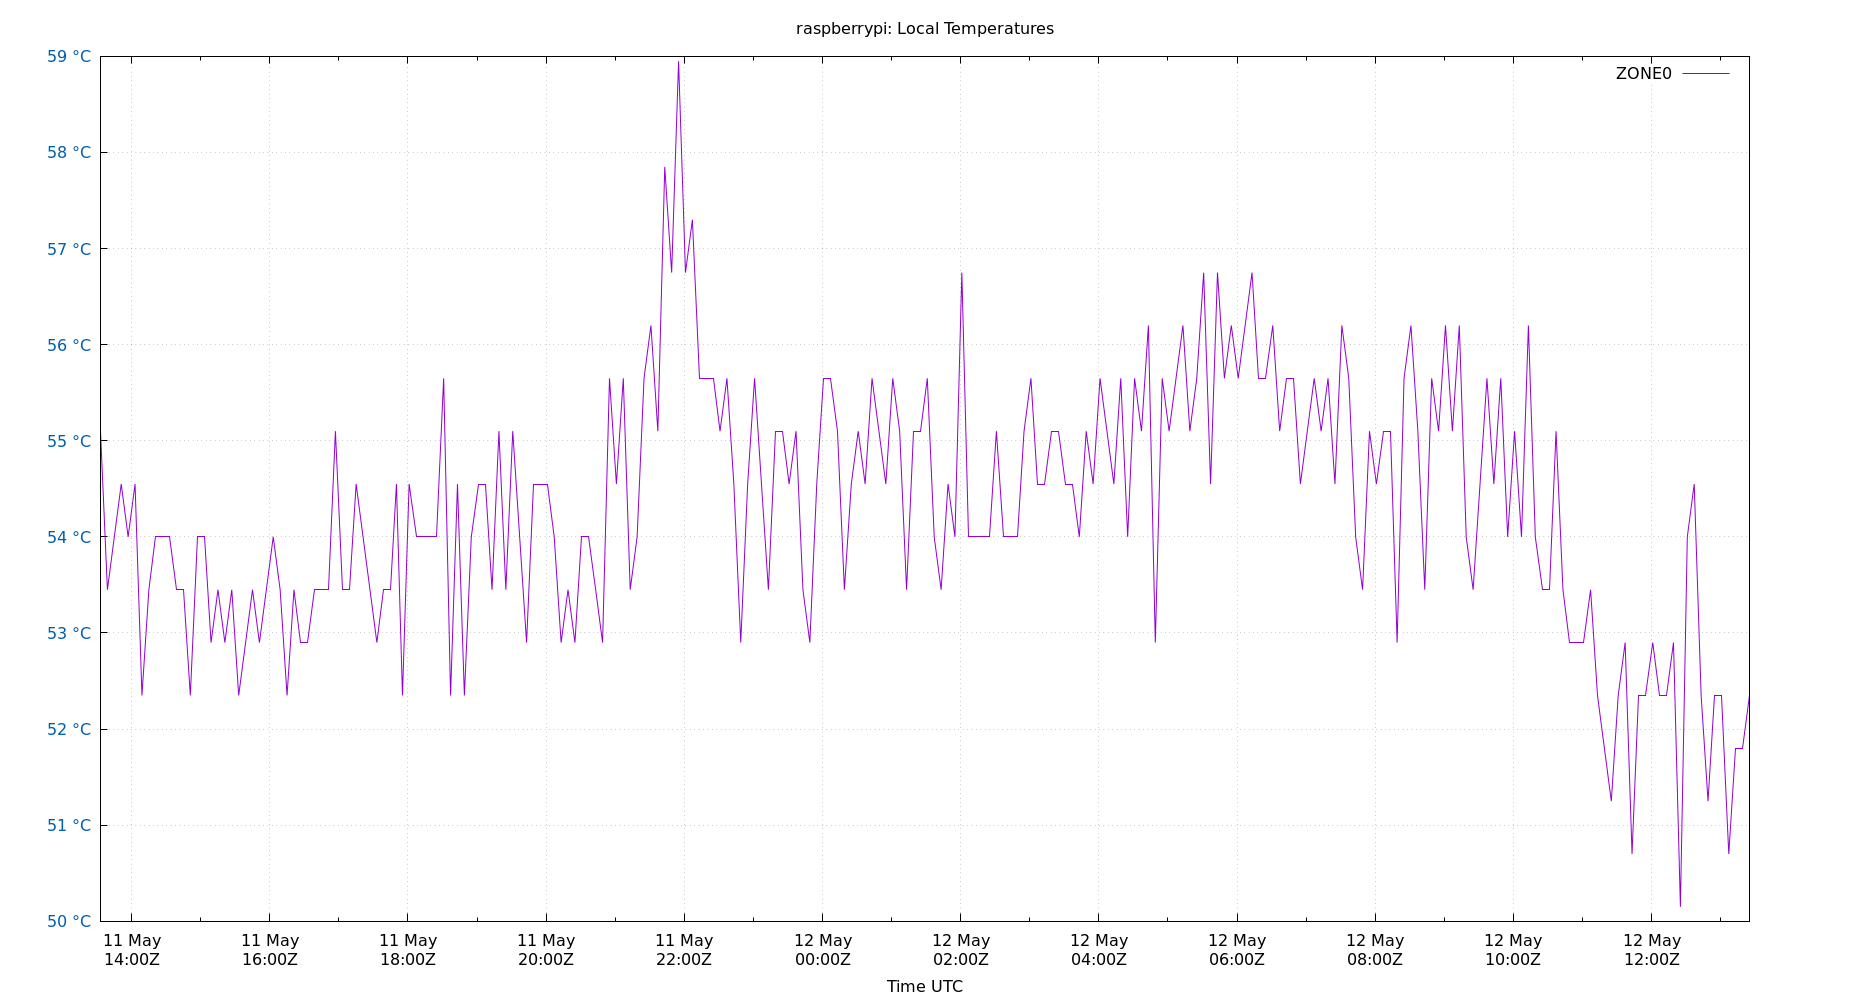 raspberrypi: Local Temperatures
59 °C
ZONE0
58 °C
57 °C
56 °C
55 °C
54 °C
53 °C
52 °C
51 °C
50 °C
11 May 11 May 11 May 11 May 11 May 12 May 12 May 12 May 12 May 12 May 12 May 12 May
14:00Z 16:00Z 18:00Z 20:00Z 22:00Z 00:00Z 02:00Z 04:00Z 06:00Z 08:00Z 10:00Z 12:00Z
Time UTC